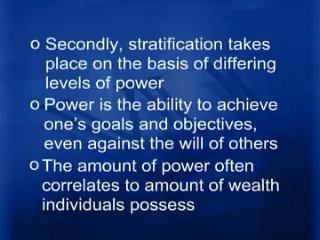 o Secondly, stratification takes
place on the basis of differing
levels of power
o Power is the ability to achieve
one's goals and objectives,
even against the will of others
o The amount of power often
correlates to amount of wealth
individuals possess